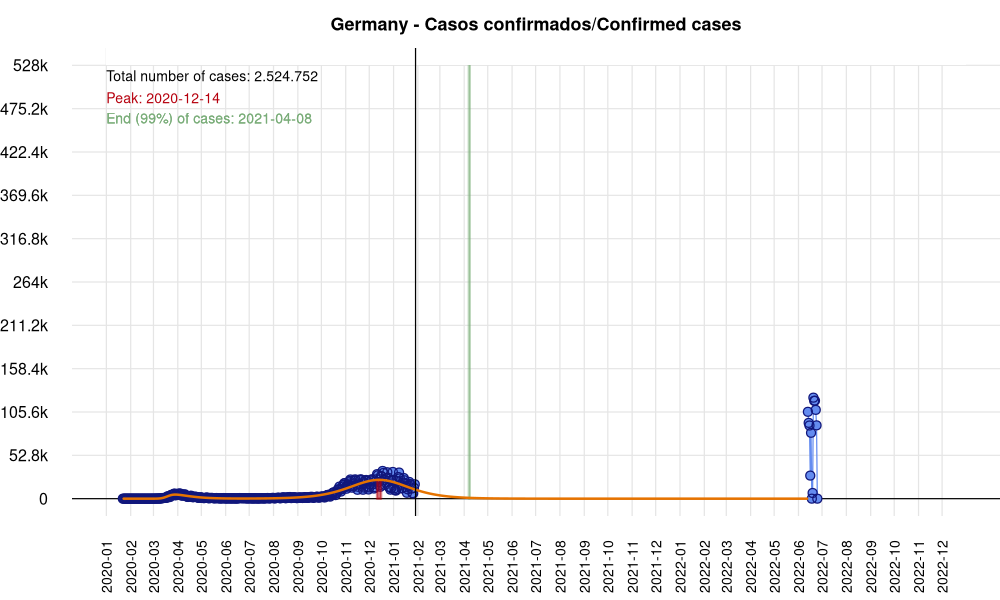 Germany - Casos confirmados/Confirmed cases
Total number of cases: 2.524.752
Peak: 2020-12-14
End (99%) of cases: 2021-04-08
528k
475.2k
422.4k
369.6k
316.8k
264k
211.2k
158.4k
105.6k
52.8k
0
2020-01
2020-02
2020-03
2020-04
2020-05
2020-06
2020-07
2020-08
2020-09
2020-10
2020-11
2020-12
2021-01
2021-02
2021-03
2021-04
2021-05
2021-06
2021-07
2021-08
2021-09
2021-10
2021-11
2021-12
2022-01
2022-02
2022-03
2022-04
2022-05
2022-06
2022-07
2022-08
2022-09
2022-10
2022-11
2022-12